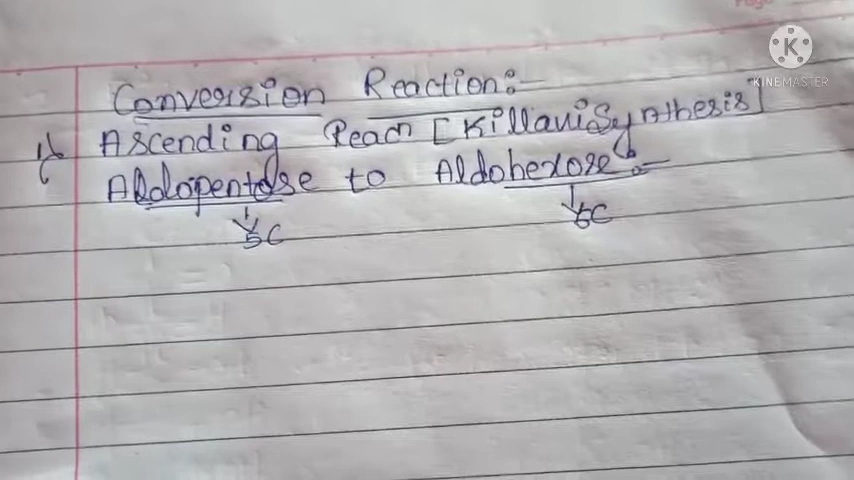 K
KINEMASTER
Conversion Reaction:-
1) Ascending Reacn [Killani Synthesis]
Aldopentose to Aldohexose :-
5C 6C